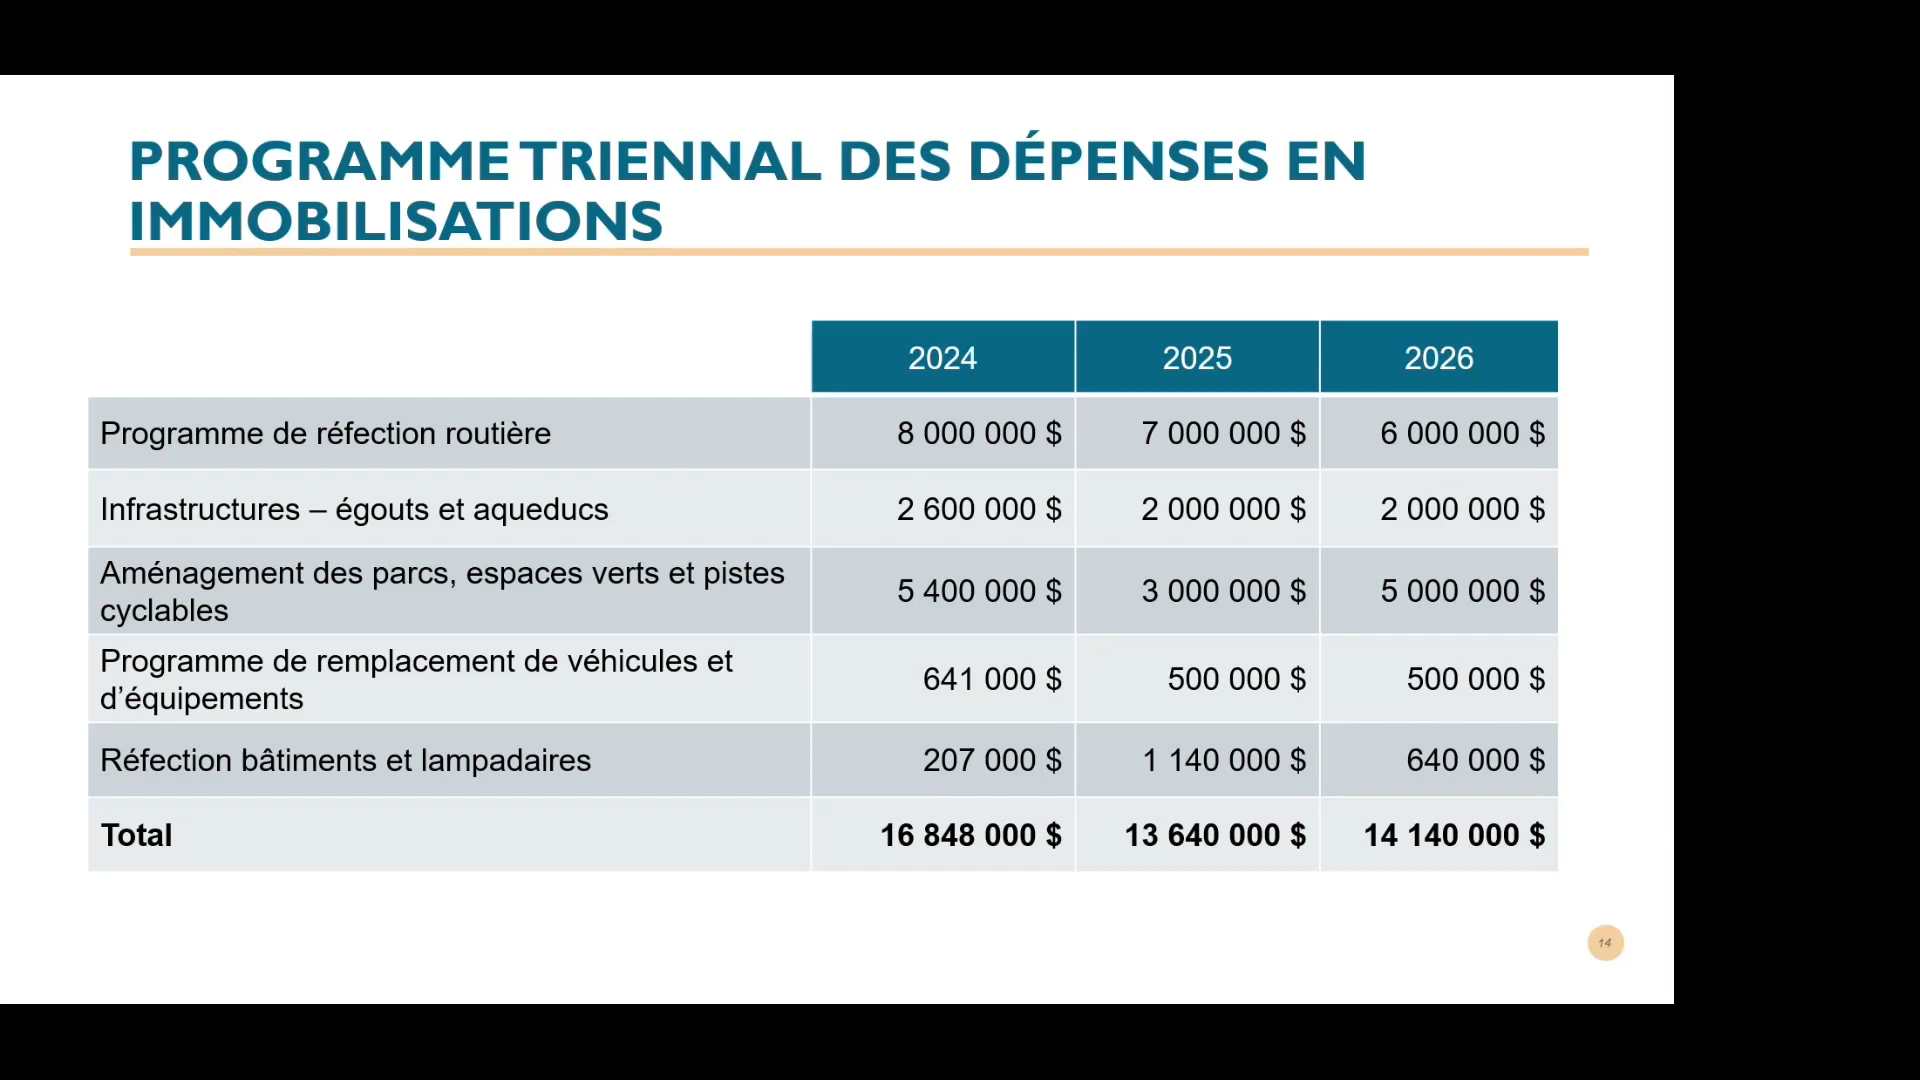 PROGRAMME TRIENNAL DES DÉPENSES EN
IMMOBILISATIONS
2024 2025 2026
Programme de réfection routière 8 000 000 $ 7 000 000 $ 6 000 000 $
Infrastructures – égouts et aqueducs 2 600 000 $ 2 000 000 $ 2 000 000 $
Aménagement des parcs, espaces verts et pistes
cyclables 5 400 000 $ 3 000 000 $ 5 000 000 $
Programme de remplacement de véhicules et
d’équipements 641 000 $ 500 000 $ 500 000 $
Réfection bâtiments et lampadaires 207 000 $ 1 140 000 $ 640 000 $
Total 16 848 000 $ 13 640 000 $ 14 140 000 $
14